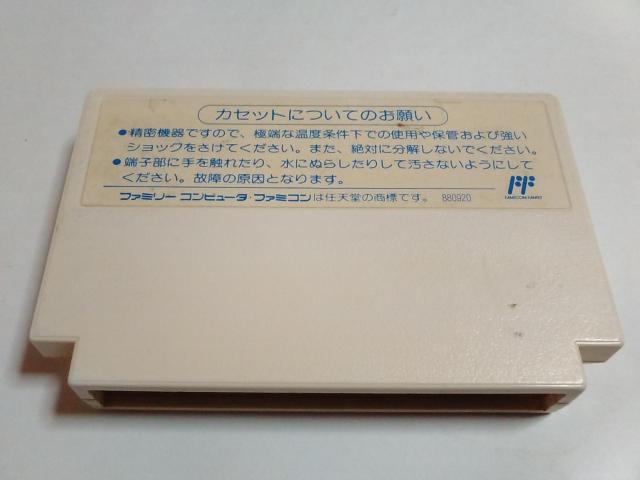 カセットについてのお願い
●精密機器ですので、極端な温度条件下での使用や保管および強い
ショックをさけてください。また、絶対に分解しないでください。
●端子部に手を触れたり、水にぬらしたりして汚さないようにして
ください。故障の原因となります。
ファミリー コンピュータ・ファミコンは任天堂の商標です。 880920
FAMICOM FAMILY